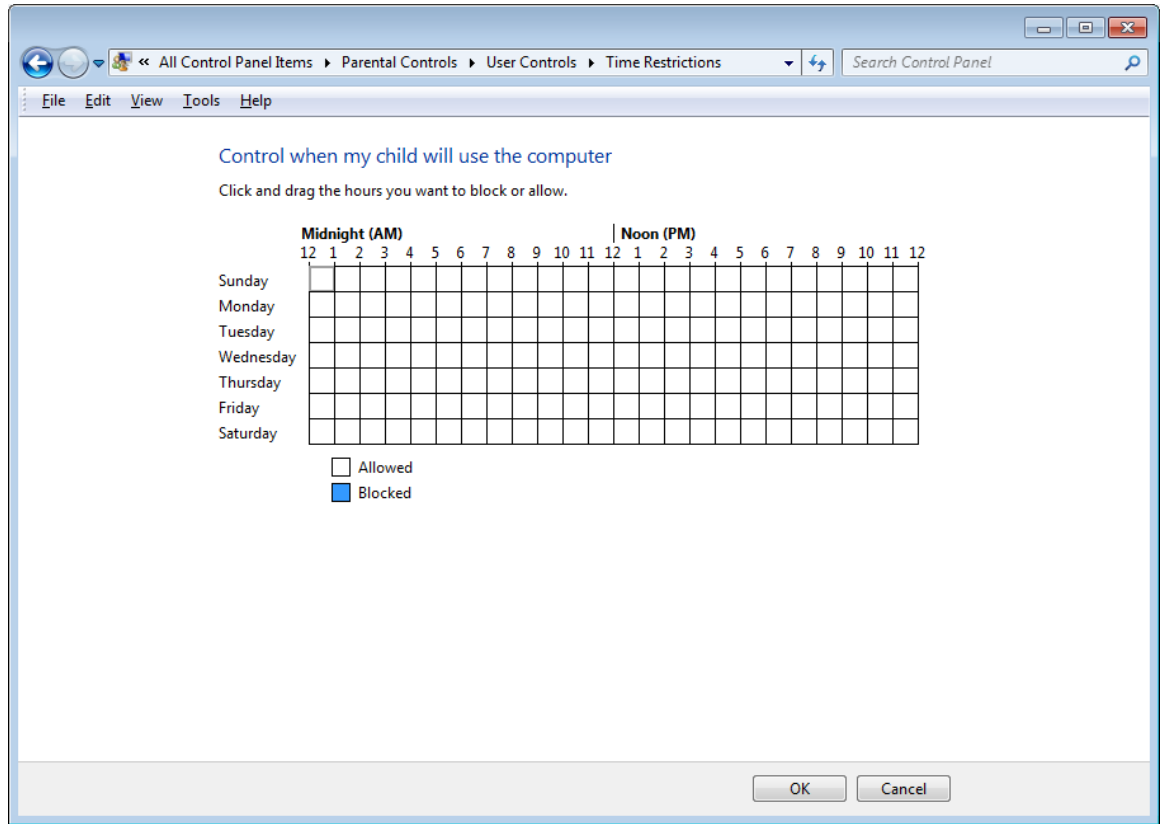 « All Control Panel Items ▸ Parental Controls ▸ User Controls ▸ Time Restrictions
Search Control Panel
File Edit View Tools Help
Control when my child will use the computer
Click and drag the hours you want to block or allow.
Midnight (AM) Noon (PM)
12 1 2 3 4 5 6 7 8 9 10 11 12 1 2 3 4 5 6 7 8 9 10 11 12
Sunday
Monday
Tuesday
Wednesday
Thursday
Friday
Saturday
Allowed
Blocked
OK Cancel